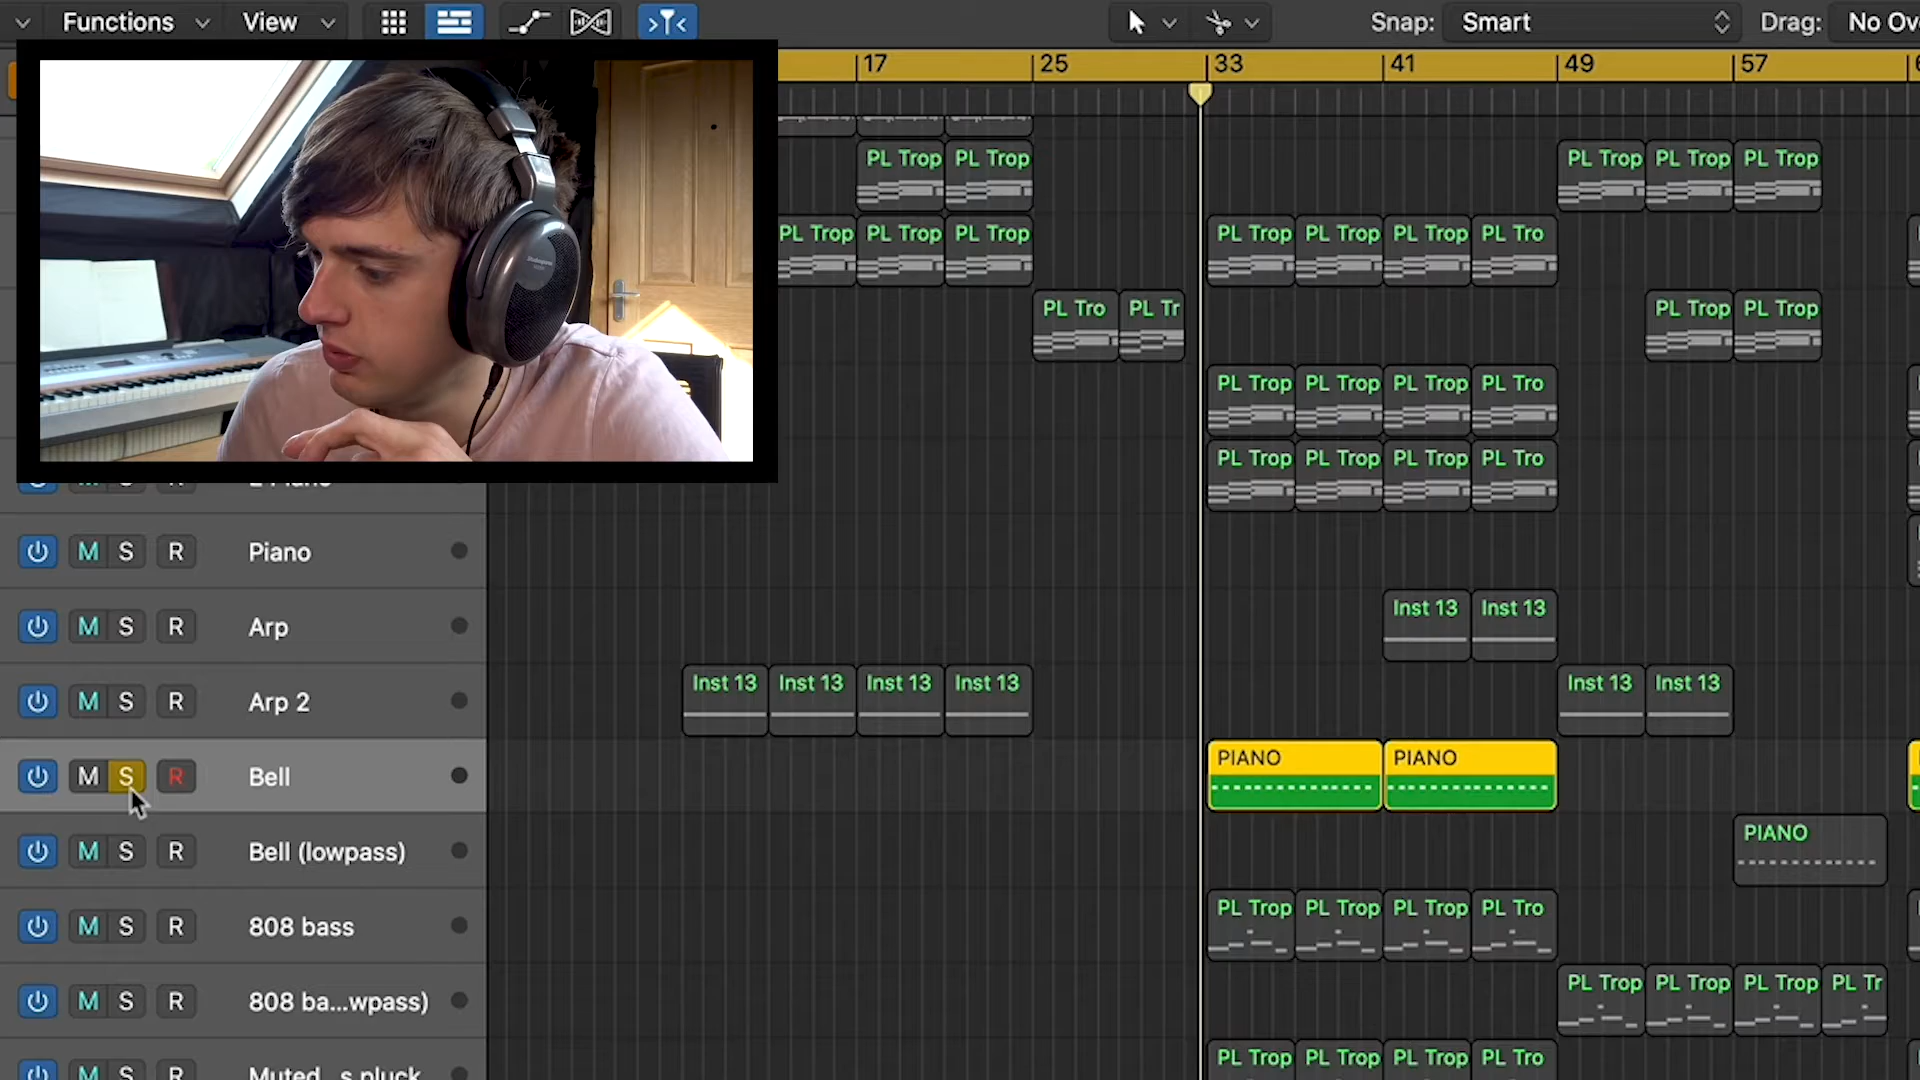 Functions View Snap: Smart Drag: No Ov
17 25 33 41 49 57
PL Trop PL Trop PL Trop PL Trop PL Trop
PL Trop PL Trop PL Trop PL Trop PL Trop PL Trop PL Tro
PL Tro PL Tr PL Trop PL Trop
PL Trop PL Trop PL Trop PL Tro
PL Trop PL Trop PL Trop PL Tro
M S R Piano
M S R Arp Inst 13 Inst 13
M S R Arp 2 Inst 13 Inst 13 Inst 13 Inst 13 Inst 13 Inst 13
M S R Bell PIANO PIANO
M S R Bell (lowpass) PIANO
M S R 808 bass PL Trop PL Trop PL Trop PL Tro
M S R 808 ba...wpass) PL Trop PL Trop PL Trop PL Tr
M S R Muted...s pluck PL Trop PL Trop PL Trop PL Tro